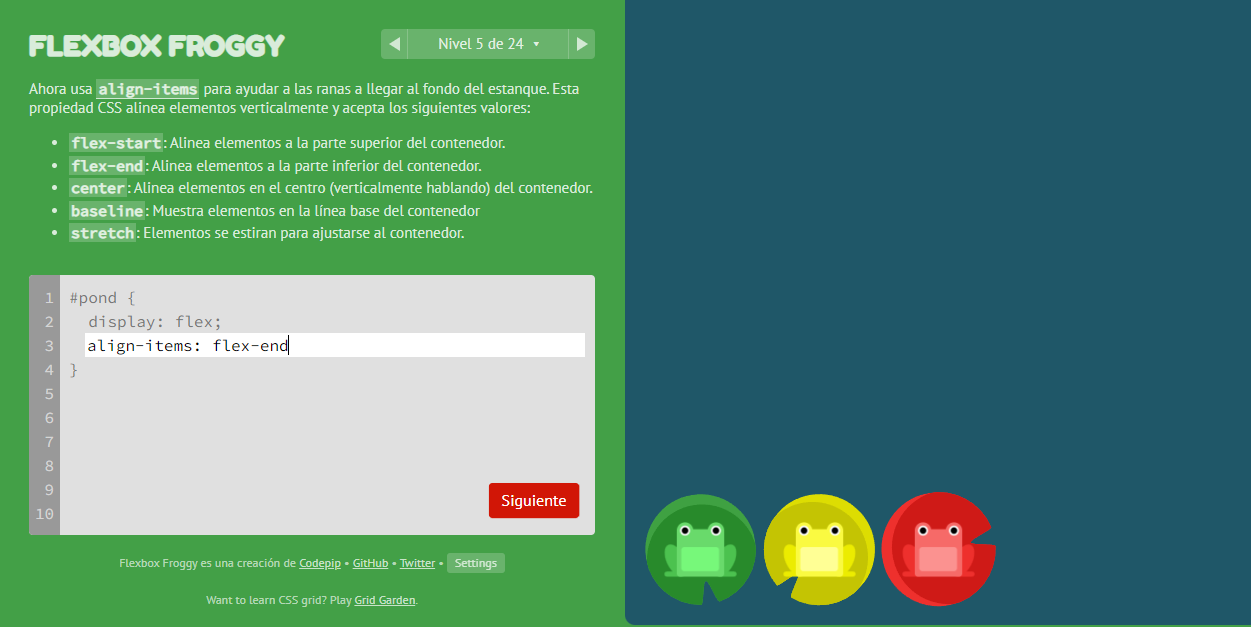 FLEXBOX FROGGY
Nivel 5 de 24
Ahora usa align-items para ayudar a las ranas a llegar al fondo del estanque. Esta
propiedad CSS alinea elementos verticalmente y acepta los siguientes valores:
• flex-start: Alinea elementos a la parte superior del contenedor.
• flex-end: Alinea elementos a la parte inferior del contenedor.
• center: Alinea elementos en el centro (verticalmente hablando) del contenedor.
• baseline: Muestra elementos en la línea base del contenedor
• stretch: Elementos se estiran para ajustarse al contenedor.
1 #pond {
2 display: flex;
3 align-items: flex-end
4 }
5
6
7
8
9
10
Siguiente
Flexbox Froggy es una creación de Codepip • GitHub • Twitter • Settings
Want to learn CSS grid? Play Grid Garden.